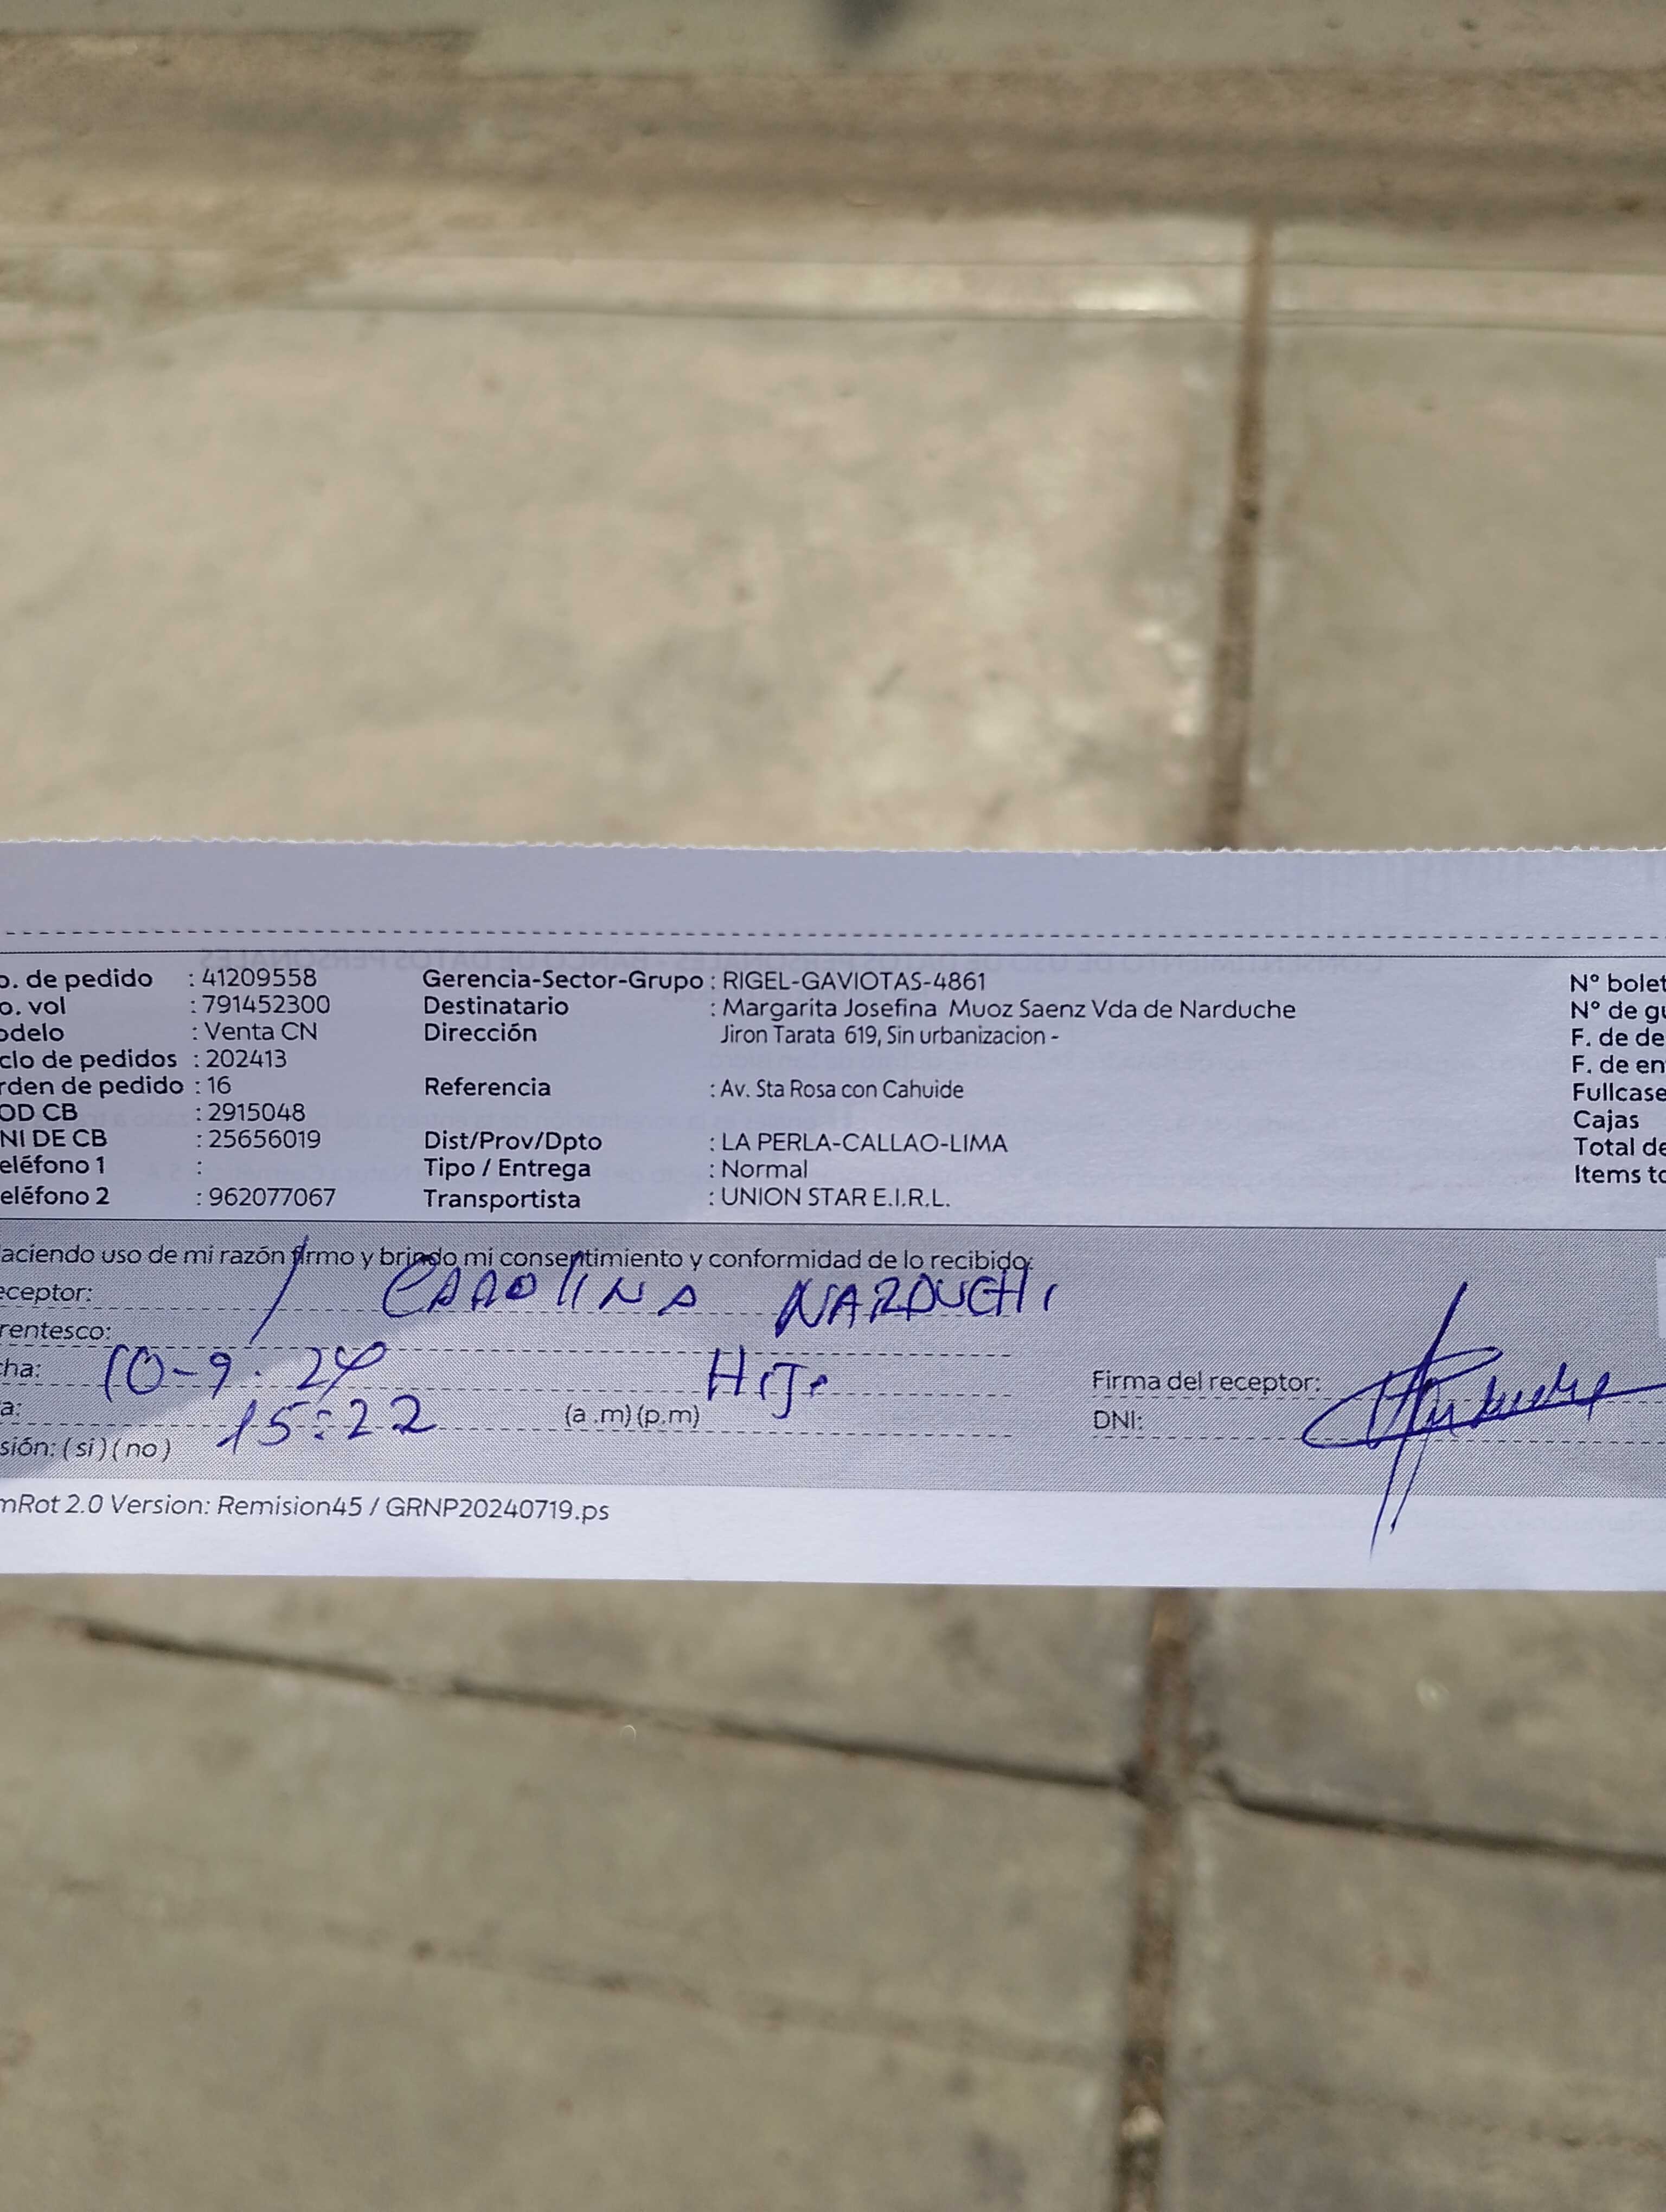 o. de pedido : 41209558 Gerencia-Sector-Grupo : RIGEL-GAVIOTAS-4861 Nº bolet
o. vol : 791452300 Destinatario : Margarita Josefina Muoz Saenz Vda de Narduche Nº de gu
odelo : Venta CN Dirección Jiron Tarata 619, Sin urbanizacion - F. de de
clo de pedidos : 202413 F. de en
rden de pedido : 16 Referencia : Av. Sta Rosa con Cahuide Fullcase
OD CB : 2915048 Cajas
NI DE CB : 25656019 Dist/Prov/Dpto : LA PERLA-CALLAO-LIMA Total de
eléfono 1 : Tipo / Entrega : Normal Items to
eléfono 2 : 962077067 Transportista : UNION STAR E.I.R.L.
aciendo uso de mi razón firmo y brindo mi consentimiento y conformidad de lo recibido:
eceptor: CAROLINA NARDUCHI
rentesco:
cha: 10-9-24 Hija Firma del receptor:
a: 15:22 (a .m) (p.m) DNI:
sión: ( si ) ( no )
mRot 2.0 Version: Remision45 / GRNP20240719.ps